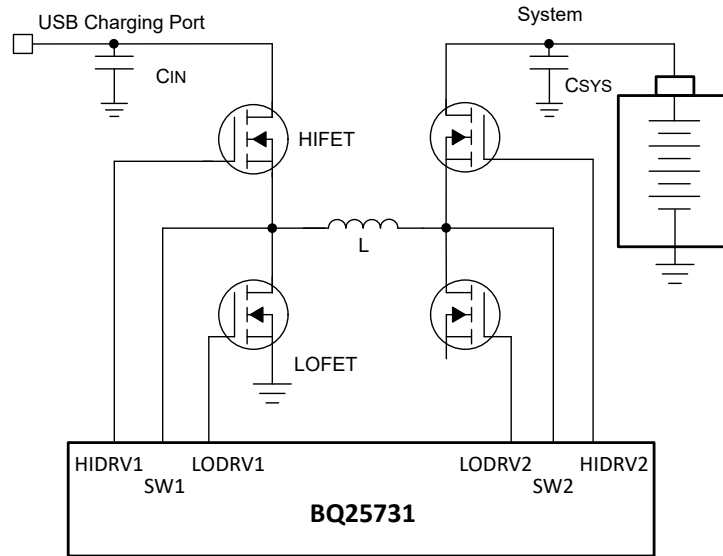 USB Charging Port
System
CIN
CSYS
HIFET
L
LOFET
HIDRV1
LODRV1
LODRV2
HIDRV2
SW1
SW2
BQ25731